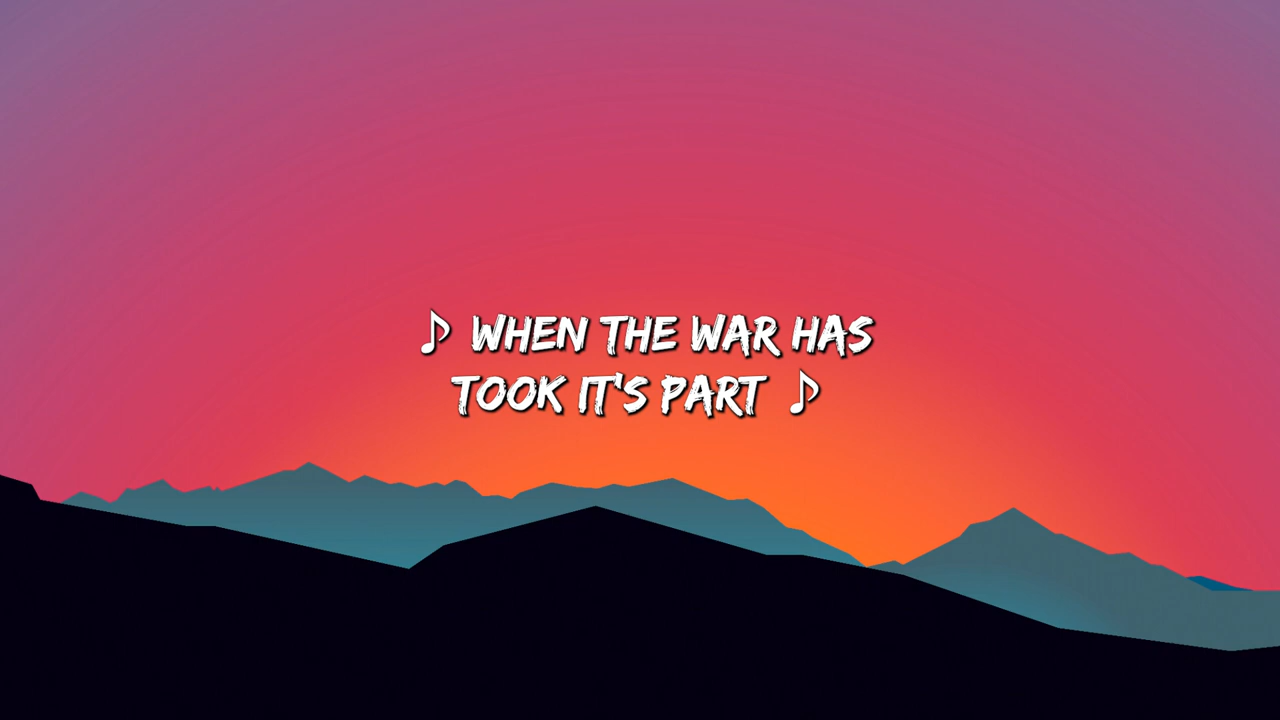 ♪ WHEN THE WAR HAS
TOOK IT'S PART ♪